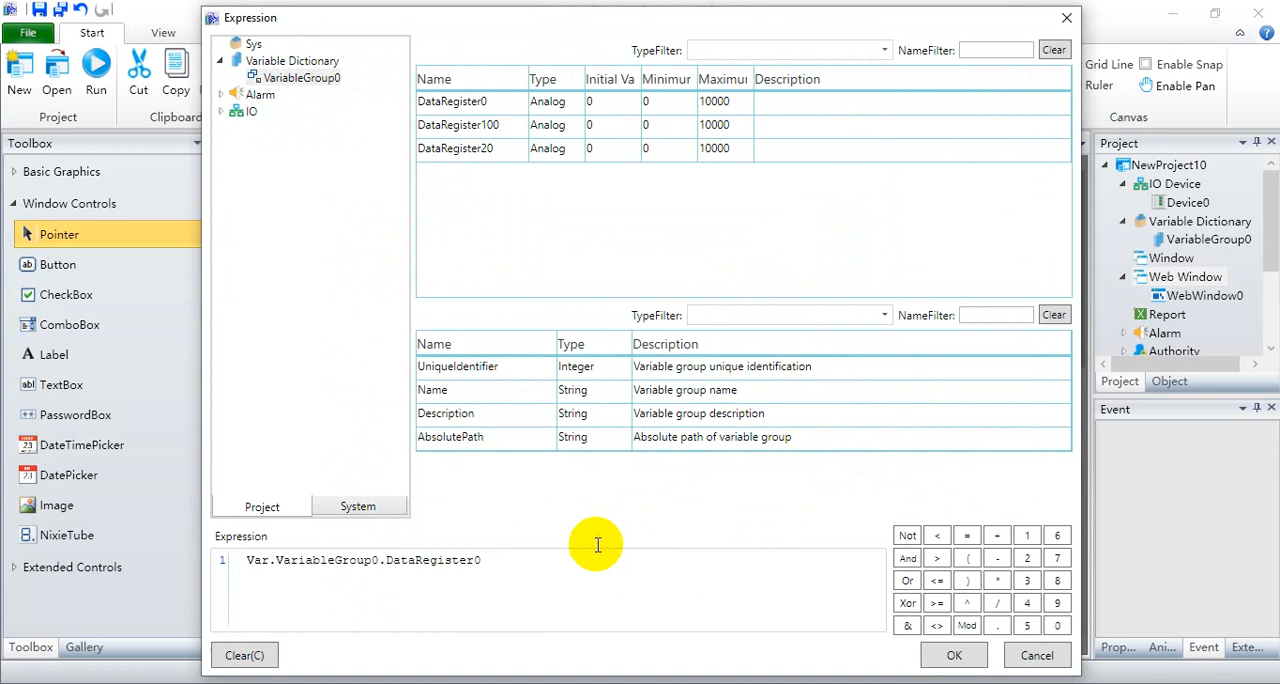 Expression
File
Start
View
New
Open
Run
Cut
Copy
Project
Clipboard
Grid Line
Enable Snap
Ruler
Enable Pan
Canvas
Toolbox
Basic Graphics
Window Controls
Pointer
Button
CheckBox
ComboBox
Label
TextBox
PasswordBox
DateTimePicker
DatePicker
Image
NixieTube
Extended Controls
Toolbox
Gallery
Sys
Variable Dictionary
VariableGroup0
Alarm
IO
Project
System
TypeFilter:
NameFilter:
Clear
Name Type Initial Va Minimur Maximui Description
DataRegister0 Analog 0 0 10000
DataRegister100 Analog 0 0 10000
DataRegister20 Analog 0 0 10000
TypeFilter:
NameFilter:
Clear
Name Type Description
UniqueIdentifier Integer Variable group unique identification
Name String Variable group name
Description String Variable group description
AbsolutePath String Absolute path of variable group
Expression
1 Var.VariableGroup0.DataRegister0
Not < = + 1 6
And > ( - 2 7
Or <= ) * 3 8
Xor >= ^ / 4 9
& <> Mod . 5 0
Clear(C)
OK
Cancel
Project
NewProject10
IO Device
Device0
Variable Dictionary
VariableGroup0
Window
Web Window
WebWindow0
Report
Alarm
Authority
Project
Object
Event
Prop...
Ani...
Event
Exte...